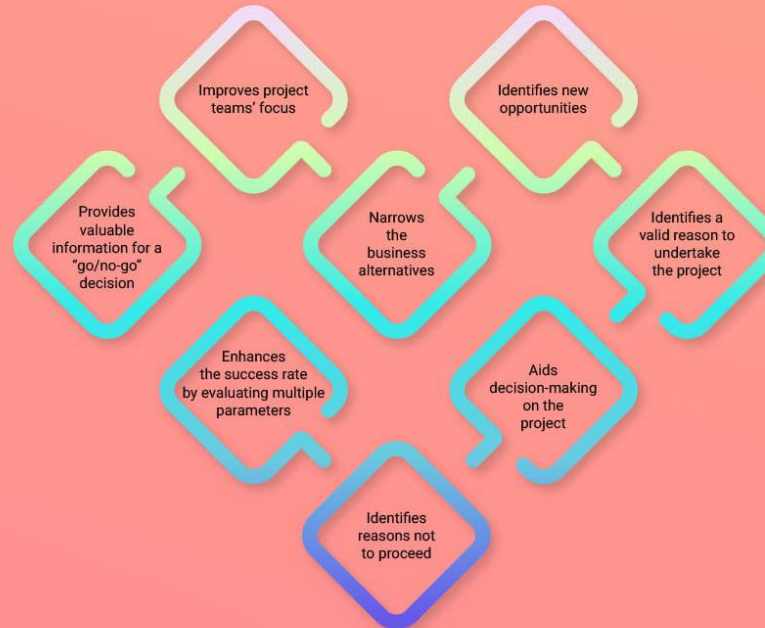 Improves project
teams’ focus
Identifies new
opportunities
Provides
valuable
information for a
“go/no-go”
decision
Narrows
the
business
alternatives
Identifies a
valid reason to
undertake
the project
Enhances
the success rate
by evaluating multiple
parameters
Aids
decision-making
on the
project
Identifies
reasons not
to proceed